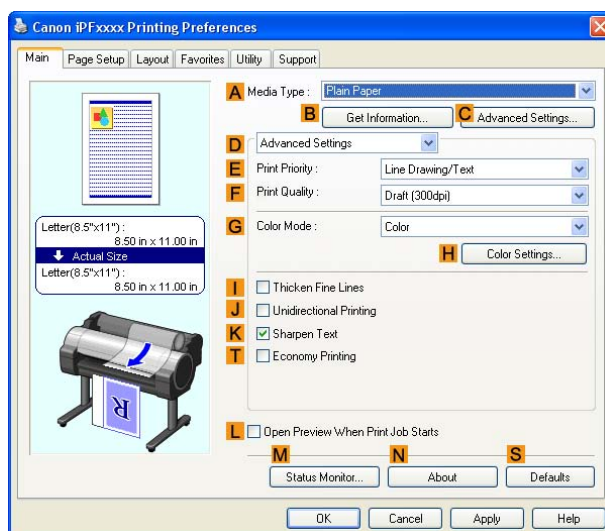 Canon iPFxxxx Printing Preferences
Main Page Setup Layout Favorites Utility Support
A Media Type : Plain Paper
B Get Information... C Advanced Settings...
D Advanced Settings
E Print Priority : Line Drawing/Text
F Print Quality : Draft (300dpi)
G Color Mode : Color
H Color Settings...
Letter(8.5"x11") :
8.50 in x 11.00 in
Actual Size
Letter(8.5"x11") :
8.50 in x 11.00 in
R
I Thicken Fine Lines
J Unidirectional Printing
K Sharpen Text
T Economy Printing
L Open Preview When Print Job Starts
M N S
Status Monitor... About Defaults
OK Cancel Apply Help